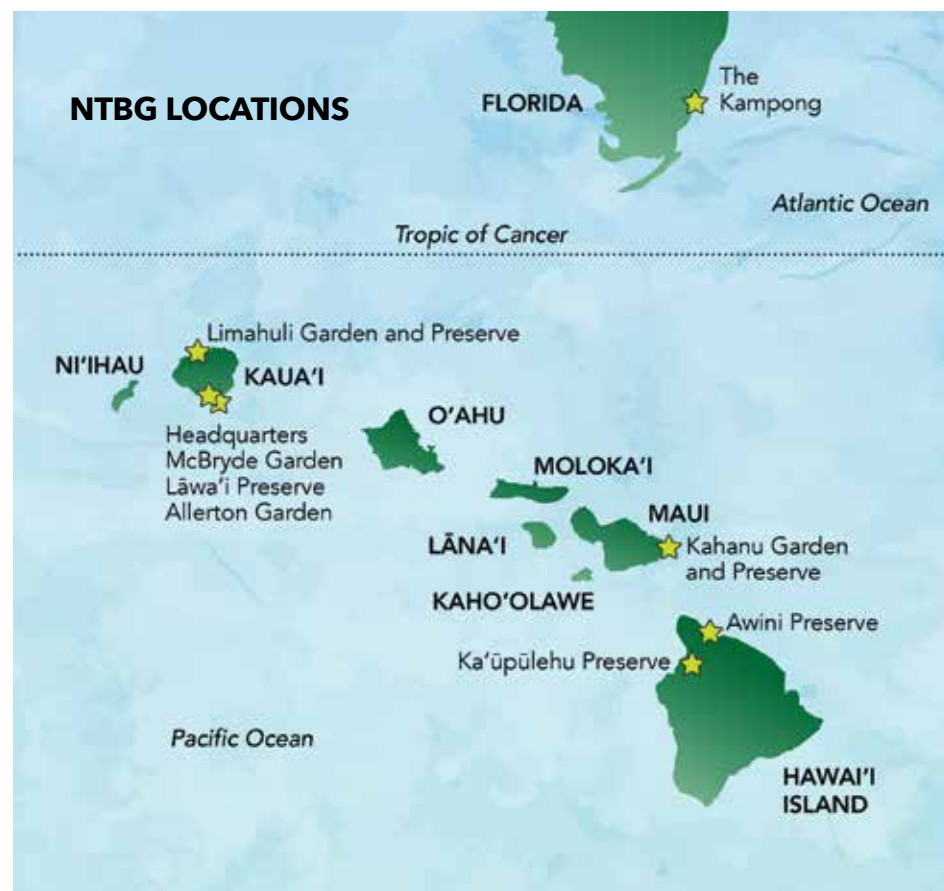 NTBG LOCATIONS
FLORIDA
The
Kampong
Atlantic Ocean
Tropic of Cancer
Limahuli Garden and Preserve
NI'IHAU
KAUA'I
Headquarters
McBryde Garden
Lāwa'i Preserve
Allerton Garden
O'AHU
MOLOKA'I
MAUI
LĀNA'I
Kahanu Garden
and Preserve
KAHO'OLAWE
Awini Preserve
Ka'ūpūlehu Preserve
Pacific Ocean
HAWAI'I
ISLAND